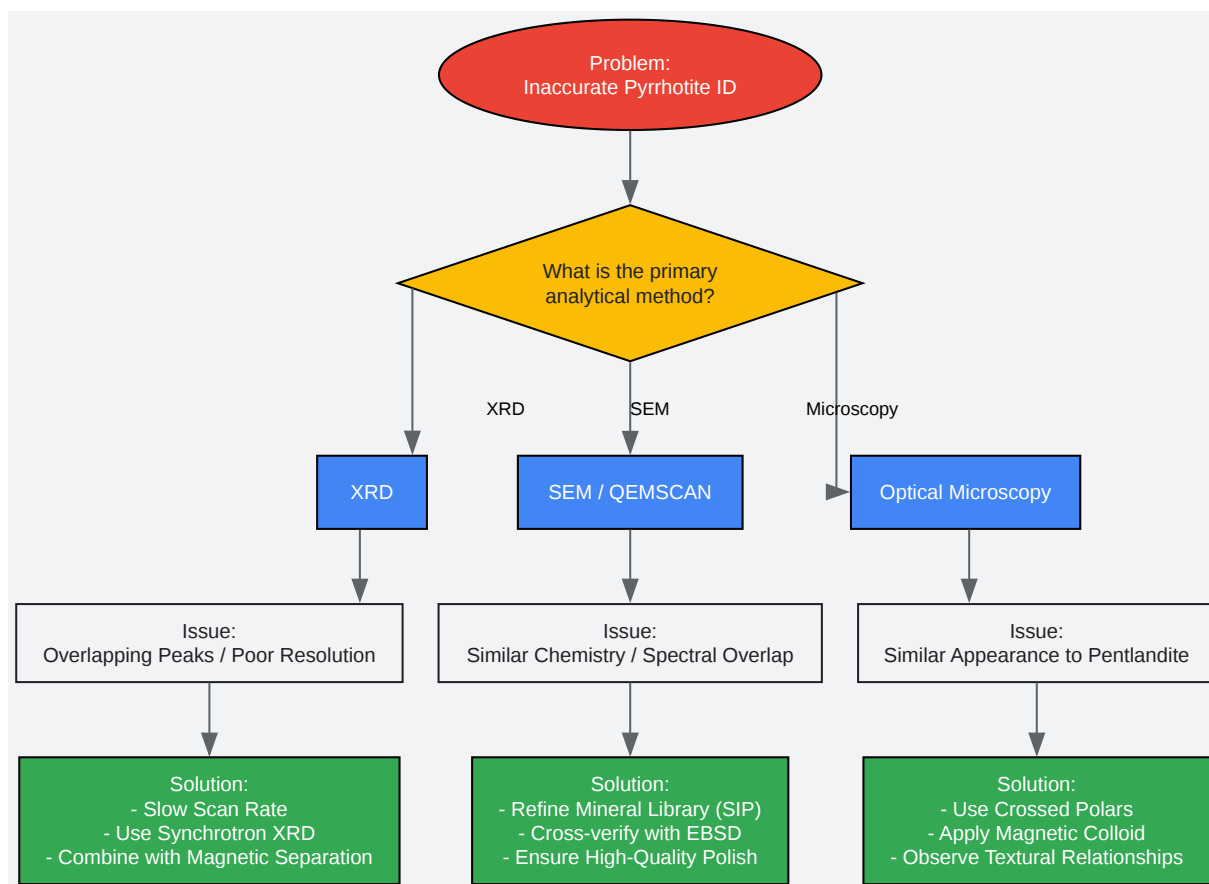 Problem:
Inaccurate Pyrrhotite ID
What is the primary
analytical method?
XRD
SEM
Microscopy
XRD
SEM / QEMSCAN
Optical Microscopy
Issue:
Overlapping Peaks / Poor Resolution
Issue:
Similar Chemistry / Spectral Overlap
Issue:
Similar Appearance to Pentlandite
Solution:
- Slow Scan Rate
- Use Synchrotron XRD
- Combine with Magnetic Separation
Solution:
- Refine Mineral Library (SIP)
- Cross-verify with EBSD
- Ensure High-Quality Polish
Solution:
- Use Crossed Polars
- Apply Magnetic Colloid
- Observe Textural Relationships